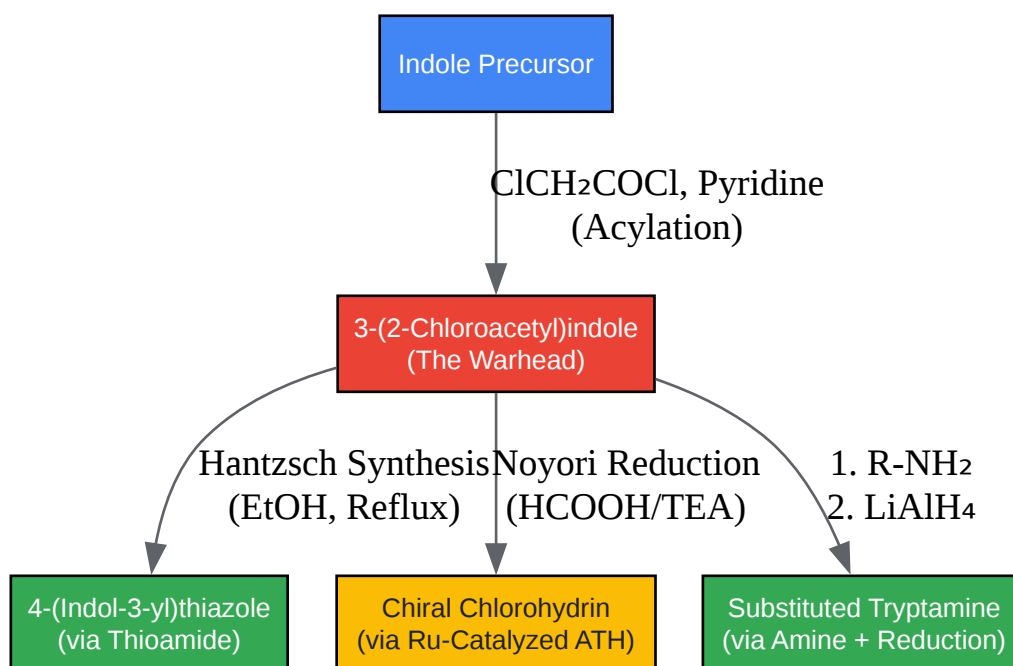 Indole Precursor
ClCH₂COCl, Pyridine
(Acylation)
3-(2-Chloroacetyl)indole
(The Warhead)
Hantzsch Synthesis
(EtOH, Reflux)
Noyori Reduction
(HCOOH/TEA)
1. R-NH₂
2. LiAlH₄
4-(Indol-3-yl)thiazole
(via Thioamide)
Chiral Chlorohydrin
(via Ru-Catalyzed ATH)
Substituted Tryptamine
(via Amine + Reduction)